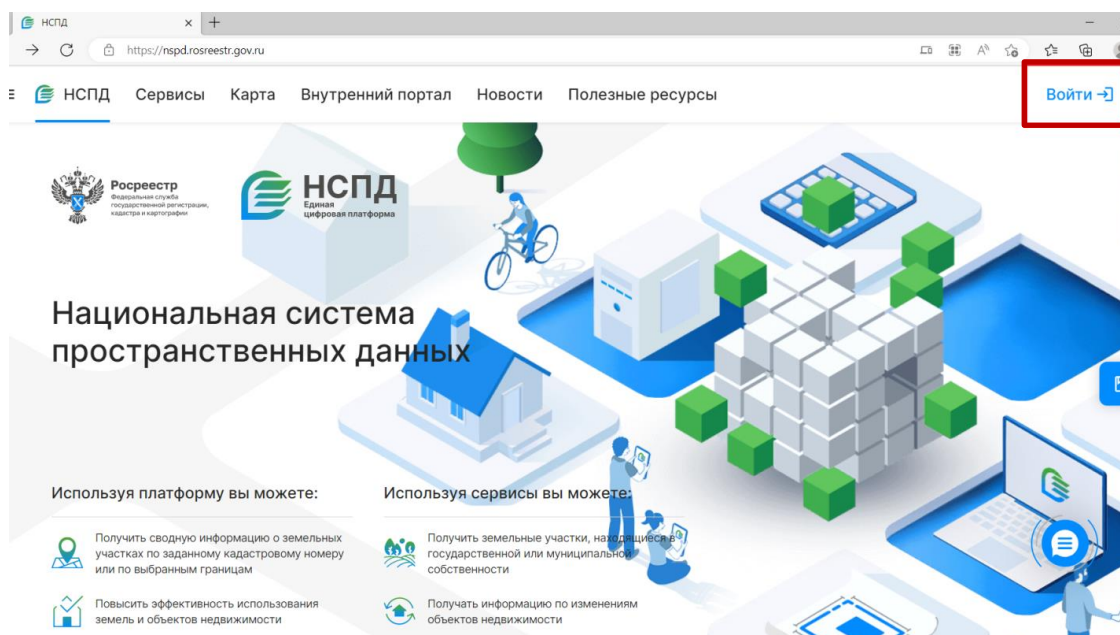 НСПД
https://nspd.rosreestr.gov.ru
НСПД Сервисы Карта Внутренний портал Новости Полезные ресурсы Войти
Росреестр
Федеральная служба
государственной регистрации,
кадастра и картографии
НСПД
Единая
цифровая платформа
Национальная система
пространственных данных
Используя платформу вы можете:
Получить сводную информацию о земельных
участках по заданному кадастровому номеру
или по выбранным границам
Повысить эффективность использования
земель и объектов недвижимости
Используя сервисы вы можете:
Получить земельные участки, находящиеся в
государственной или муниципальной
собственности
Получать информацию по изменениям
объектов недвижимости